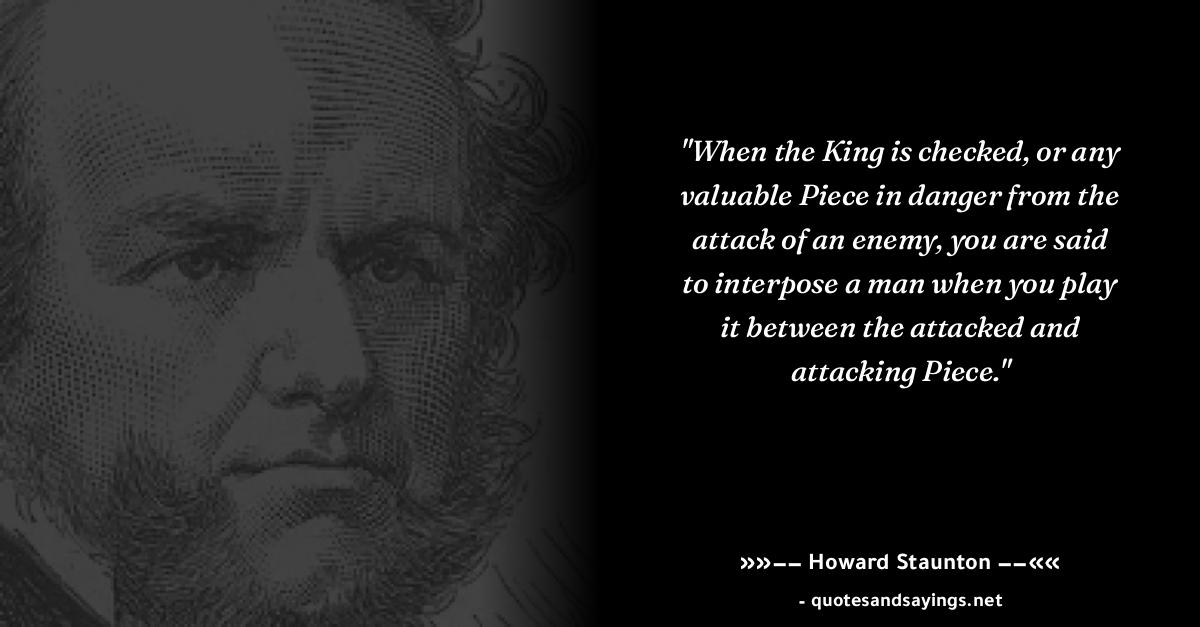 "When the King is checked, or any
valuable Piece in danger from the
attack of an enemy, you are said
to interpose a man when you play
it between the attacked and
attacking Piece."
»»–– Howard Staunton ––««
- quotesandsayings.net